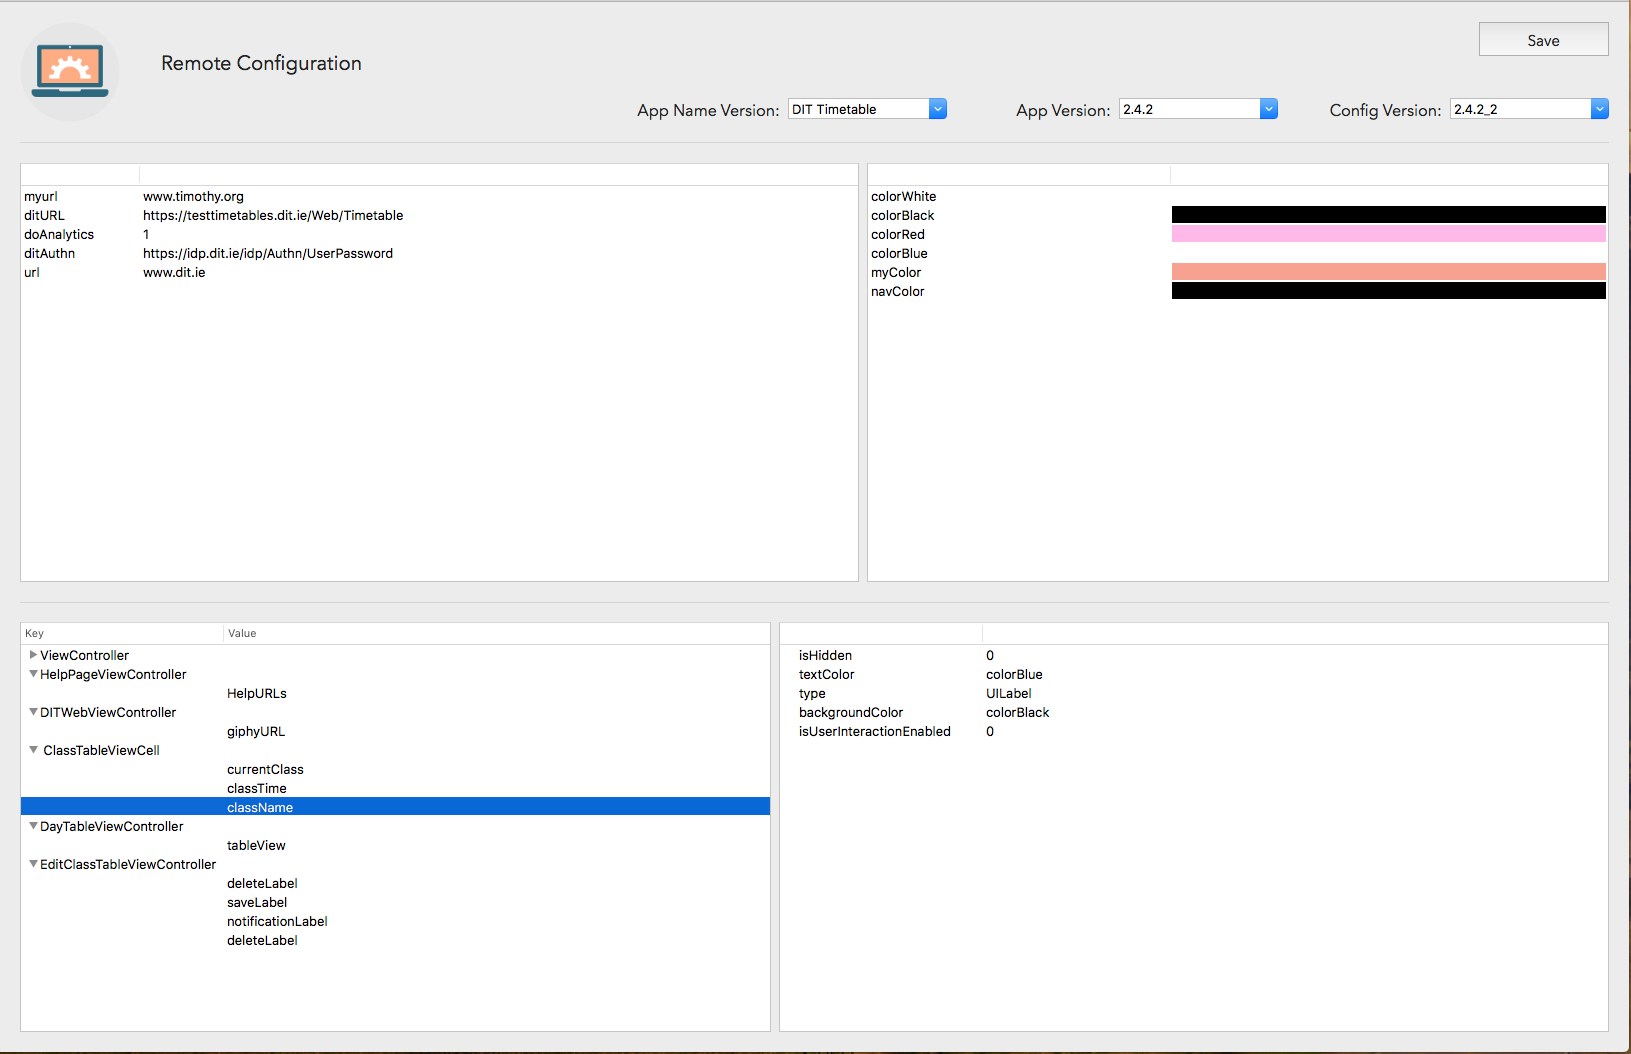 Save
Remote Configuration
App Name Version: DIT Timetable App Version: 2.4.2 Config Version: 2.4.2_2
myurl www.timothy.org
ditURL https://testtimetables.dit.ie/Web/Timetable
doAnalytics 1
ditAuthn https://idp.dit.ie/idp/Authn/UserPassword
url www.dit.ie
colorWhite
colorBlack
colorRed
colorBlue
myColor
navColor
Key Value
ViewController
HelpPageViewController
HelpURLs
DITWebViewController
giphyURL
ClassTableViewCell
currentClass
classTime
className
DayTableViewController
tableView
EditClassTableViewController
deleteLabel
saveLabel
notificationLabel
deleteLabel
isHidden 0
textColor colorBlue
type UILabel
backgroundColor colorBlack
isUserInteractionEnabled 0